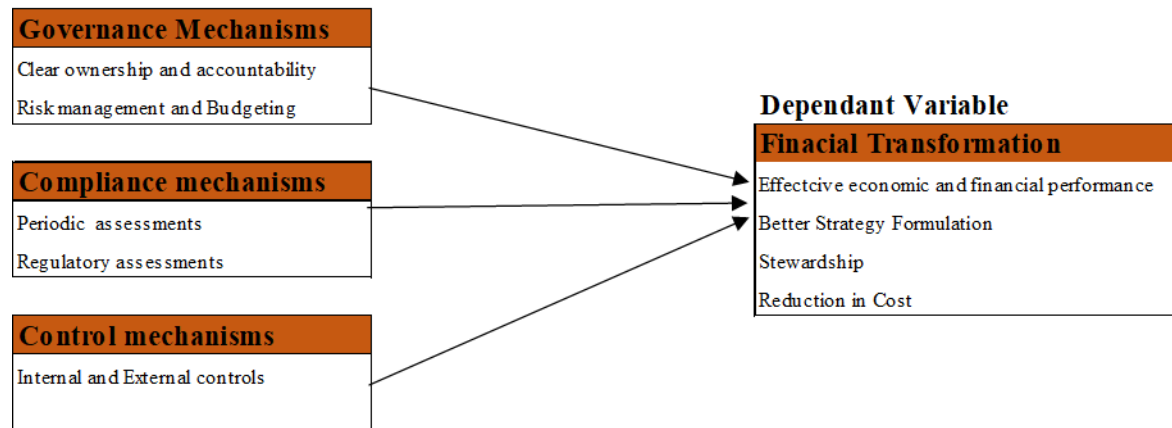 Governance Mechanisms
Clear ownership and accountability
Risk management and Budgeting
Compliance mechanisms
Periodic assessments
Regulatory assessments
Control mechanisms
Internal and External controls
Dependant Variable
Finacial Transformation
Effectcive economic and financial performance
Better Strategy Formulation
Stewardship
Reduction in Cost